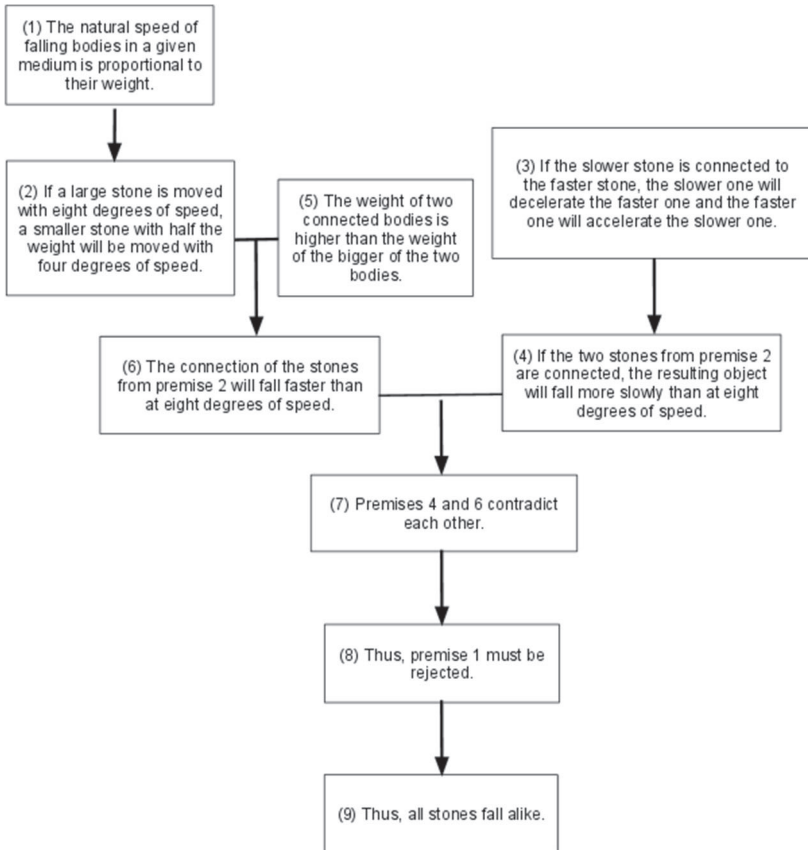 (1) The natural speed of
falling bodies in a given
medium is proportional to
their weight.
(2) If a large stone is moved
with eight degrees of speed,
a smaller stone with half the
weight will be moved with
four degrees of speed.
(5) The weight of two
connected bodies is
higher than the weight
of the bigger of the two
bodies.
(3) If the slower stone is connected to
the faster stone, the slower one will
decelerate the faster one and the faster
one will accelerate the slower one.
(6) The connection of the stones
from premise 2 will fall faster than
at eight degrees of speed.
(4) If the two stones from premise 2
are connected, the resulting object
will fall more slowly than at eight
degrees of speed.
(7) Premises 4 and 6 contradict
each other.
(8) Thus, premise 1 must be
rejected.
(9) Thus, all stones fall alike.